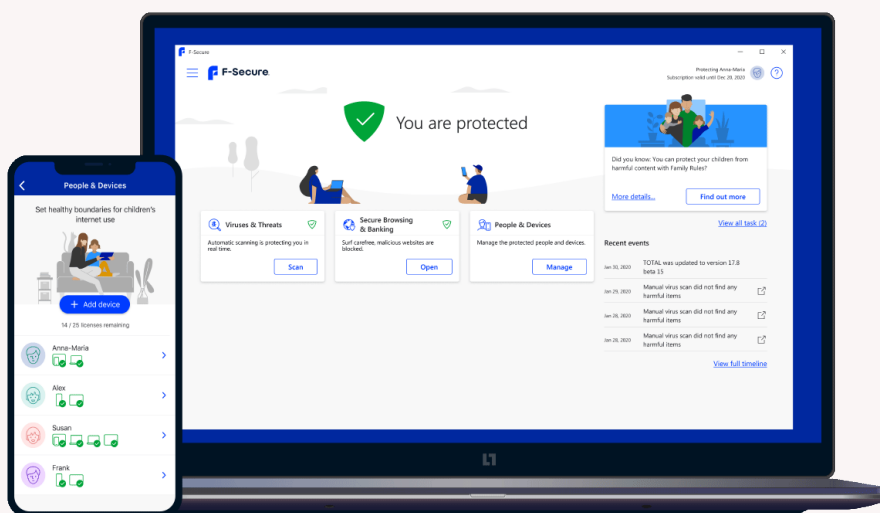 F-Secure
F-Secure.
Protecting Anna-Maria
Subscription valid until Dec 20, 2020
You are protected
Did you know: You can protect your children from
harmful content with Family Rules?
More details...
Find out more
View all task (2)
Viruses & Threats
Automatic scanning is protecting you in
real time.
Scan
Secure Browsing
& Banking
Surf carefree, malicious websites are
blocked.
Open
People & Devices
Manage the protected people and devices.
Manage
Recent events
Jan 30, 2020
TOTAL was updated to version 17.8
beta 15
Jan 29, 2020
Manual virus scan did not find any
harmful items
Jan 28, 2020
Manual virus scan did not find any
harmful items
Jan 28, 2020
Manual virus scan did not find any
harmful items
View full timeline
People & Devices
Set healthy boundaries for children's
internet use
+ Add device
14 / 25 licenses remaining
Anna-Maria
Alex
Susan
Frank